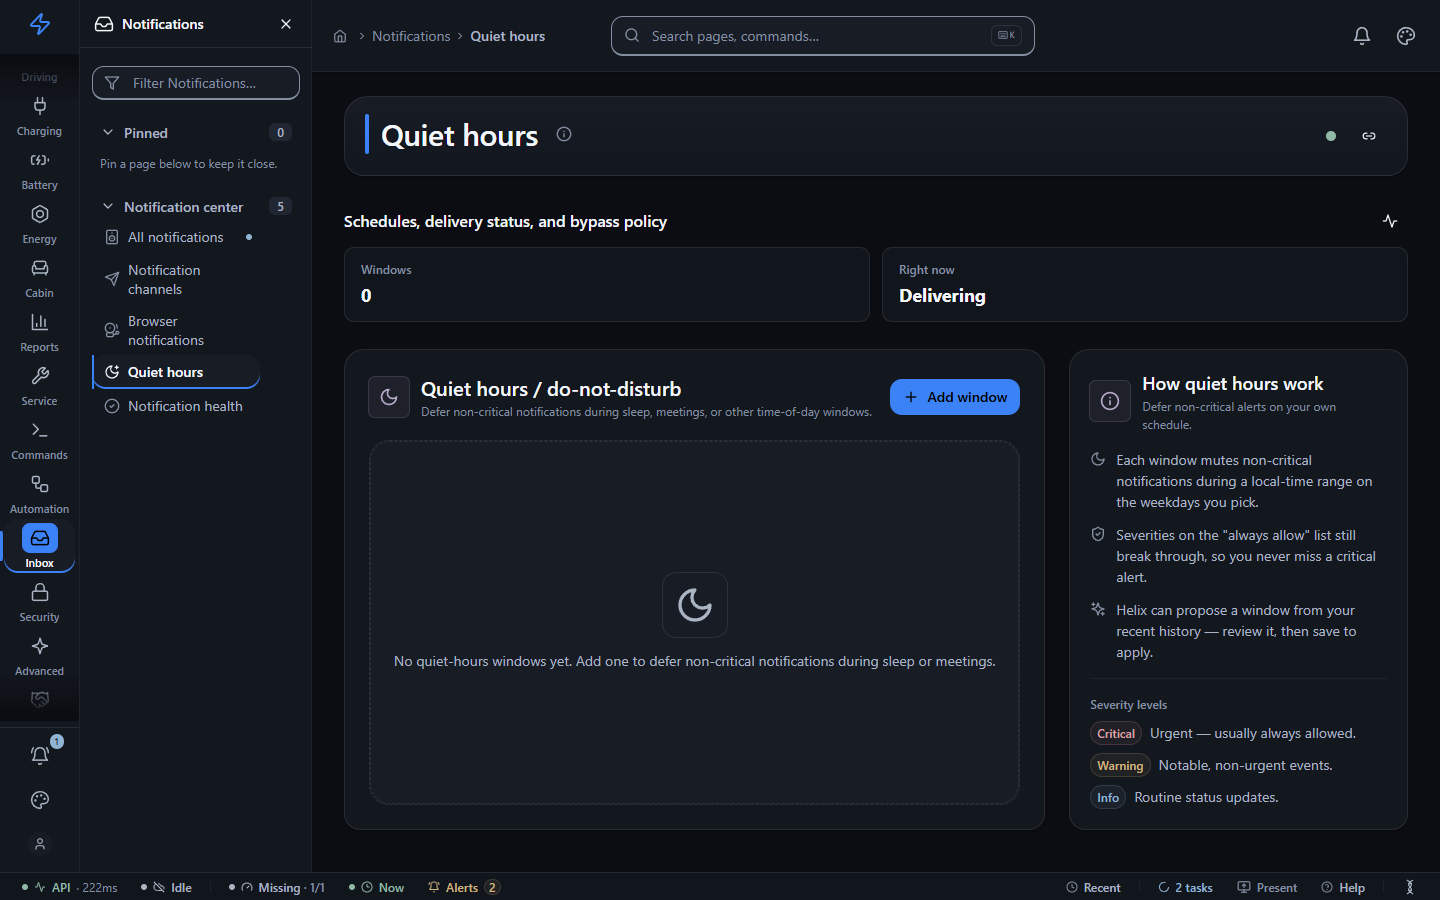 Notifications
Filter Notifications...
Pinned 0
Pin a page below to keep it close.
Notification center 5
All notifications
Notification
channels
Browser
notifications
Quiet hours
Notification health
Driving
Charging
Battery
Energy
Cabin
Reports
Service
Commands
Automation
Inbox
Security
Advanced
1
Notifications > Quiet hours
Search pages, commands... K
Quiet hours
Schedules, delivery status, and bypass policy
Windows
0
Right now
Delivering
Quiet hours / do-not-disturb
Defer non-critical notifications during sleep, meetings, or other time-of-day windows.
+ Add window
No quiet-hours windows yet. Add one to defer non-critical notifications during sleep or meetings.
How quiet hours work
Defer non-critical alerts on your own
schedule.
Each window mutes non-critical
notifications during a local-time range on
the weekdays you pick.
Severities on the "always allow" list still
break through, so you never miss a critical
alert.
Helix can propose a window from your
recent history — review it, then save to
apply.
Severity levels
Critical Urgent — usually always allowed.
Warning Notable, non-urgent events.
Info Routine status updates.
API · 222ms Idle Missing · 1/1 Now Alerts 2 Recent 2 tasks Present Help